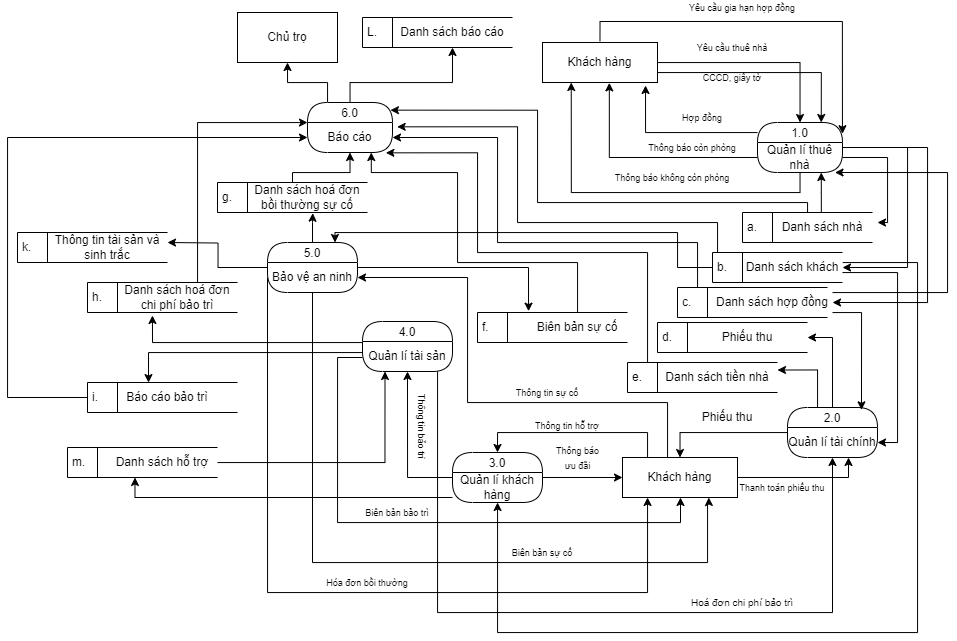 Yêu cầu gia hạn hợp đồng
Chủ trọ
L.
Danh sách báo cáo
Khách hàng
Yêu cầu thuê nhà
CCCD, giấy tờ
6.0
Báo cáo
Hợp đồng
1.0
Quản lí thuê
nhà
Thông báo còn phòng
Thông báo không còn phòng
g.
Danh sách hoá đơn
bồi thường sự cố
a.
Danh sách nhà
k.
Thông tin tài sản và
sinh trắc
5.0
Bảo vệ an ninh
b.
Danh sách khách
h.
Danh sách hoá đơn
chi phí bảo trì
c.
Danh sách hợp đồng
f.
Biên bản sự cố
d.
Phiếu thu
4.0
Quản lí tài sản
e.
Danh sách tiền nhà
i.
Báo cáo bảo trì
Thông tin sự cố
Thông tin bảo trì
Phiếu thu
2.0
Quản lí tài chính
Thông tin hỗ trợ
m.
Danh sách hỗ trợ
3.0
Quản lí khách
hàng
Thông báo
ưu đãi
Khách hàng
Thanh toán phiếu thu
Biên bản bảo trì
Biên bản sự cố
Hóa đơn bồi thường
Hoá đơn chi phí bảo trì